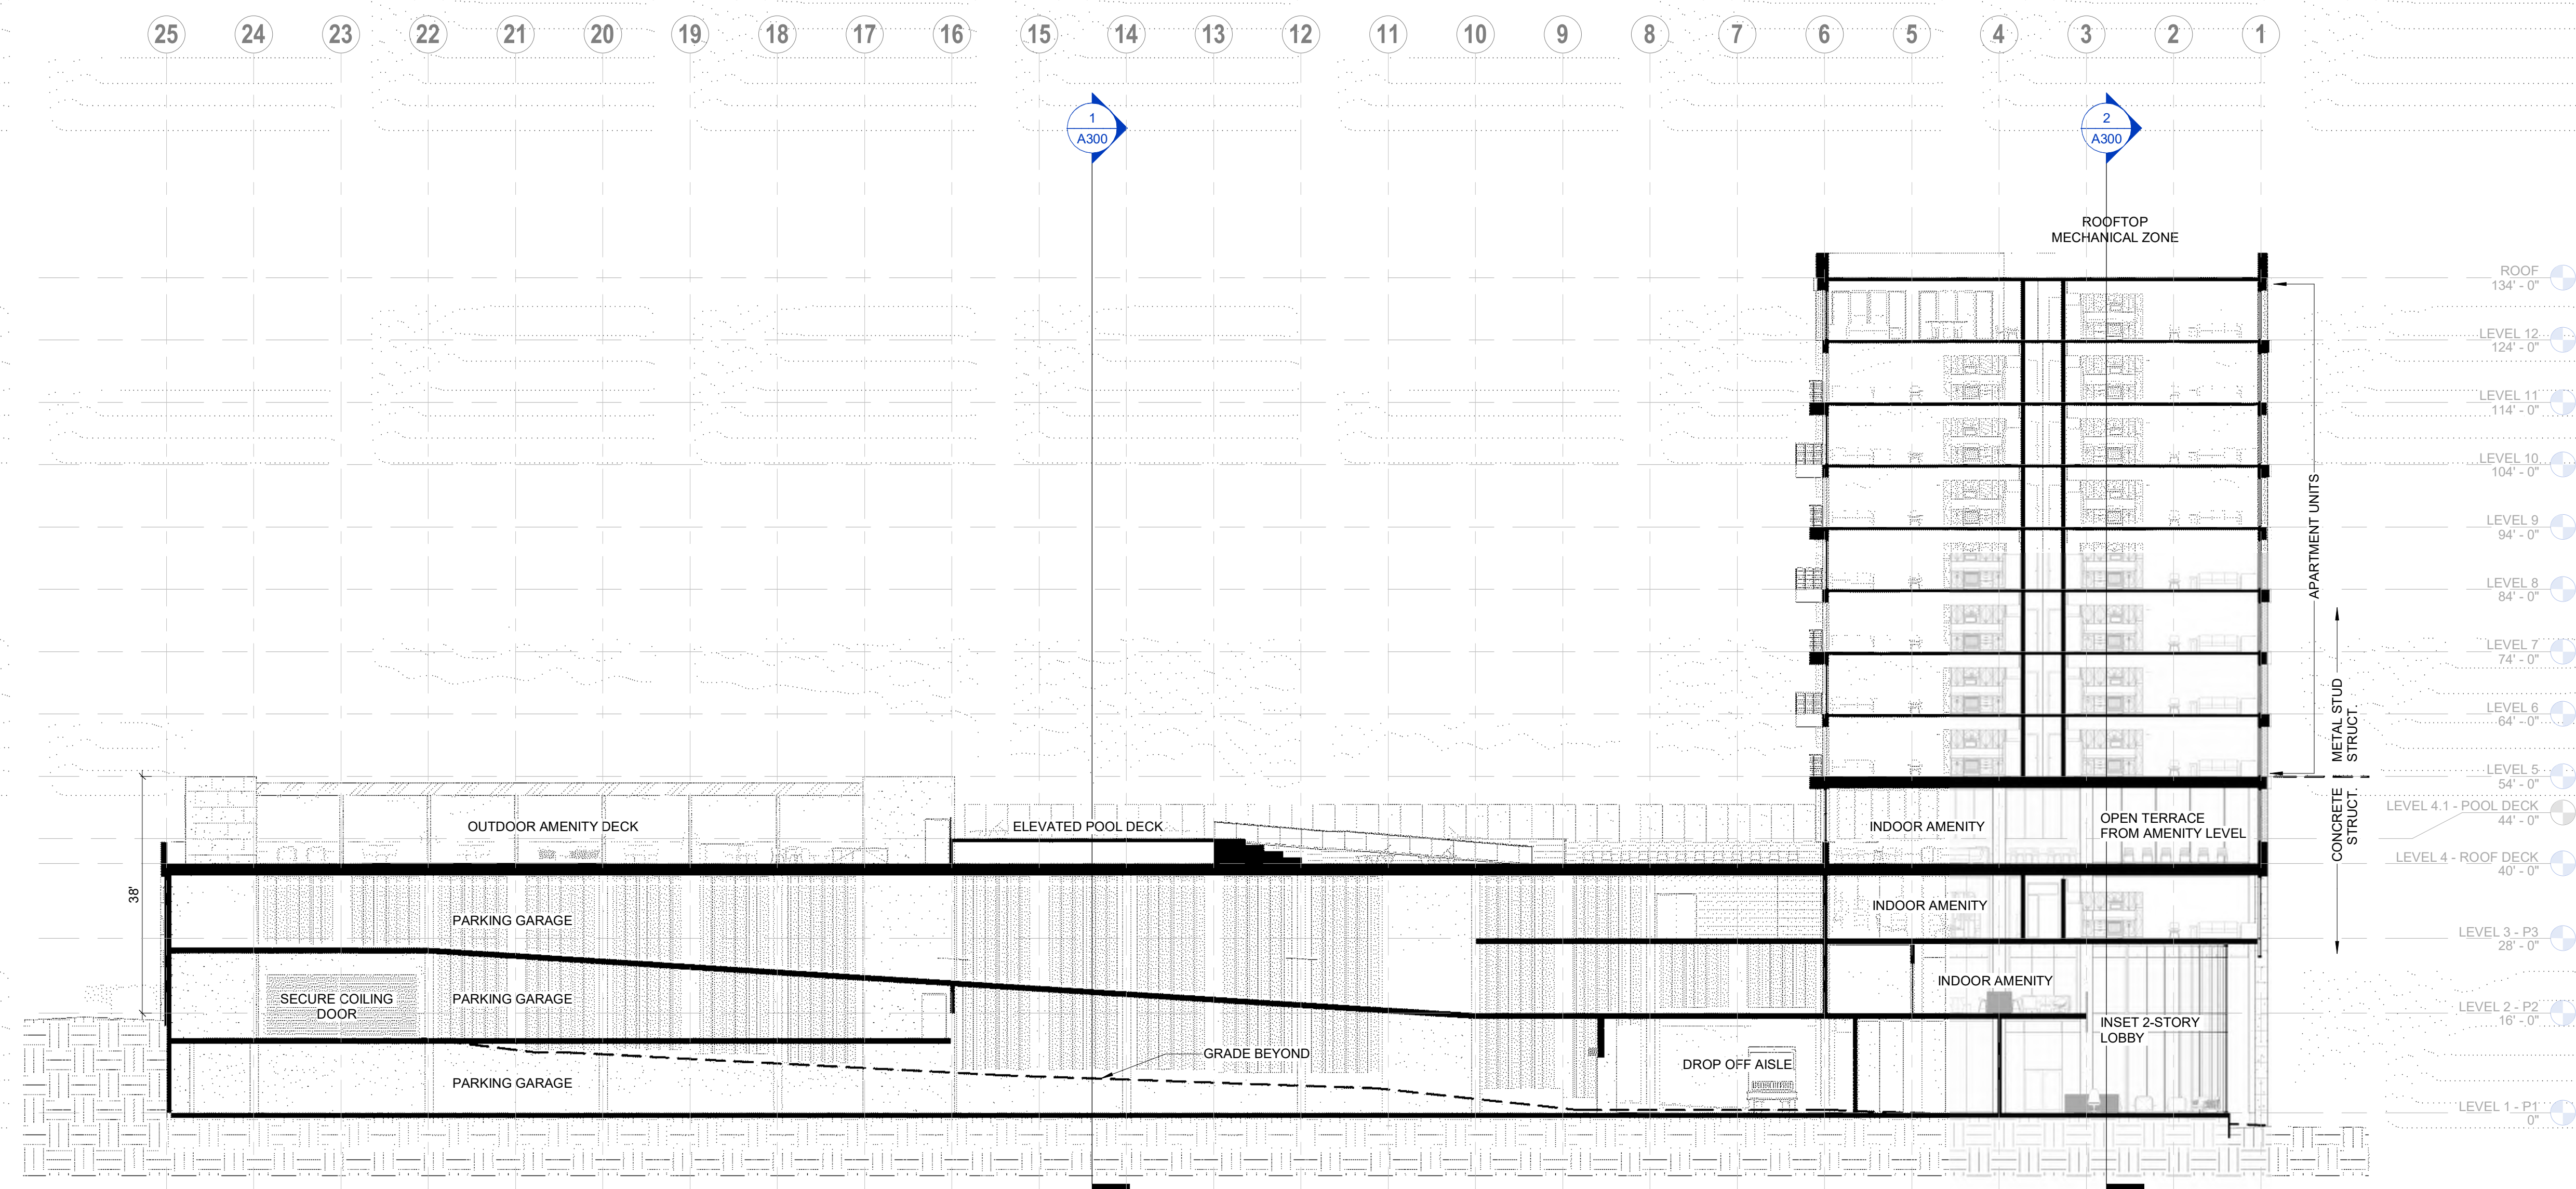 25 24 23 22 21 20 19 18 17 16 15 14 13 12 11 10 9 8 7 6 5 4 3 2 1
1
A300
2
A300
ROOFTOP
MECHANICAL ZONE
ROOF
134' - 0"
LEVEL 12
124' - 0"
LEVEL 11
114' - 0"
LEVEL 10
104' - 0"
LEVEL 9
94' - 0"
LEVEL 8
84' - 0"
LEVEL 7
74' - 0"
LEVEL 6
64' - 0"
LEVEL 5
54' - 0"
LEVEL 4.1 - POOL DECK
44' - 0"
LEVEL 4 - ROOF DECK
40' - 0"
LEVEL 3 - P3
28' - 0"
LEVEL 2 - P2
16' - 0"
LEVEL 1 - P1
0"
APARTMENT UNITS
METAL STUD
STRUCT.
CONCRETE
STRUCT.
OUTDOOR AMENITY DECK
ELEVATED POOL DECK
INDOOR AMENITY
OPEN TERRACE
FROM AMENITY LEVEL
38'
PARKING GARAGE
INDOOR AMENITY
SECURE COILING
DOOR
PARKING GARAGE
INDOOR AMENITY
INSET 2-STORY
LOBBY
GRADE BEYOND
DROP OFF AISLE
PARKING GARAGE